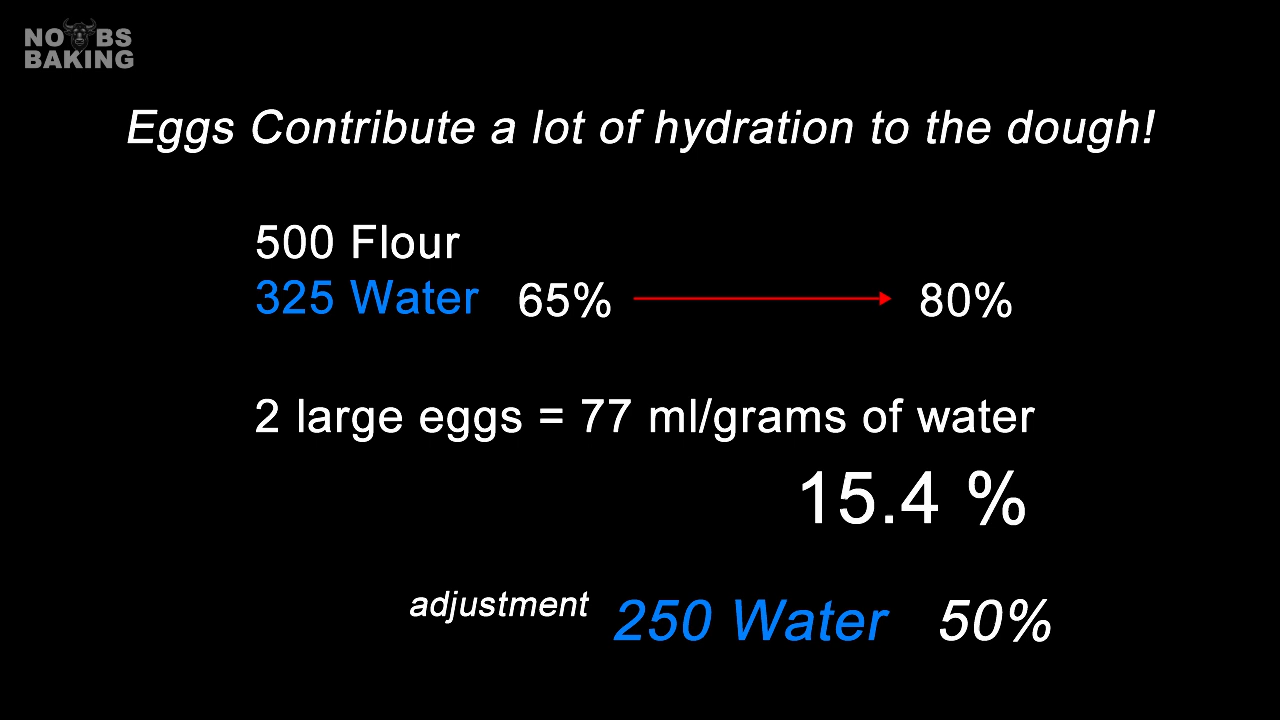 NO BS
BAKING
Eggs Contribute a lot of hydration to the dough!
500 Flour
325 Water 65% 80%
2 large eggs = 77 ml/grams of water
15.4 %
adjustment 250 Water 50%